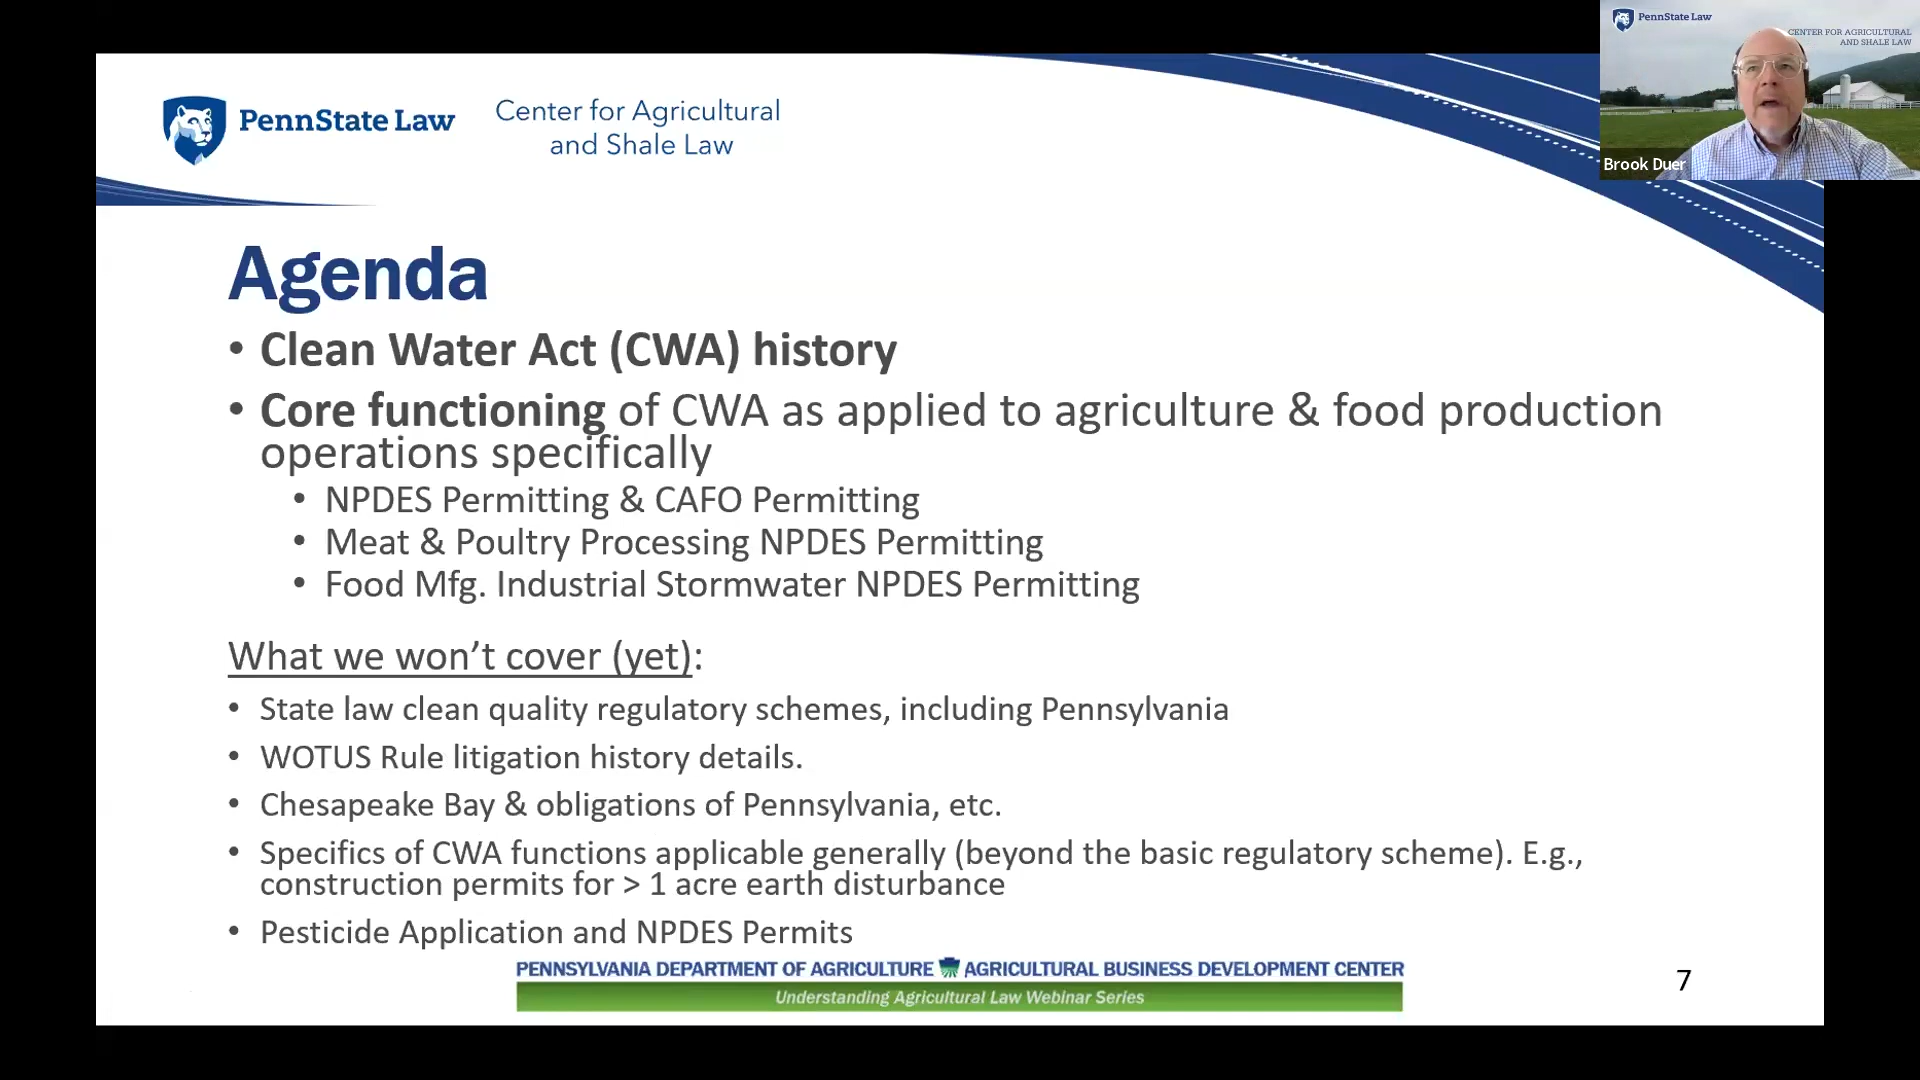 PennState Law
Center for Agricultural
and Shale Law
PennState Law
CENTER FOR AGRICULTURAL
AND SHALE LAW
Brook Duer
Agenda
• Clean Water Act (CWA) history
• Core functioning of CWA as applied to agriculture & food production
operations specifically
• NPDES Permitting & CAFO Permitting
• Meat & Poultry Processing NPDES Permitting
• Food Mfg. Industrial Stormwater NPDES Permitting
What we won’t cover (yet):
• State law clean quality regulatory schemes, including Pennsylvania
• WOTUS Rule litigation history details.
• Chesapeake Bay & obligations of Pennsylvania, etc.
• Specifics of CWA functions applicable generally (beyond the basic regulatory scheme). E.g.,
construction permits for > 1 acre earth disturbance
• Pesticide Application and NPDES Permits
PENNSYLVANIA DEPARTMENT OF AGRICULTURE AGRICULTURAL BUSINESS DEVELOPMENT CENTER
Understanding Agricultural Law Webinar Series
7